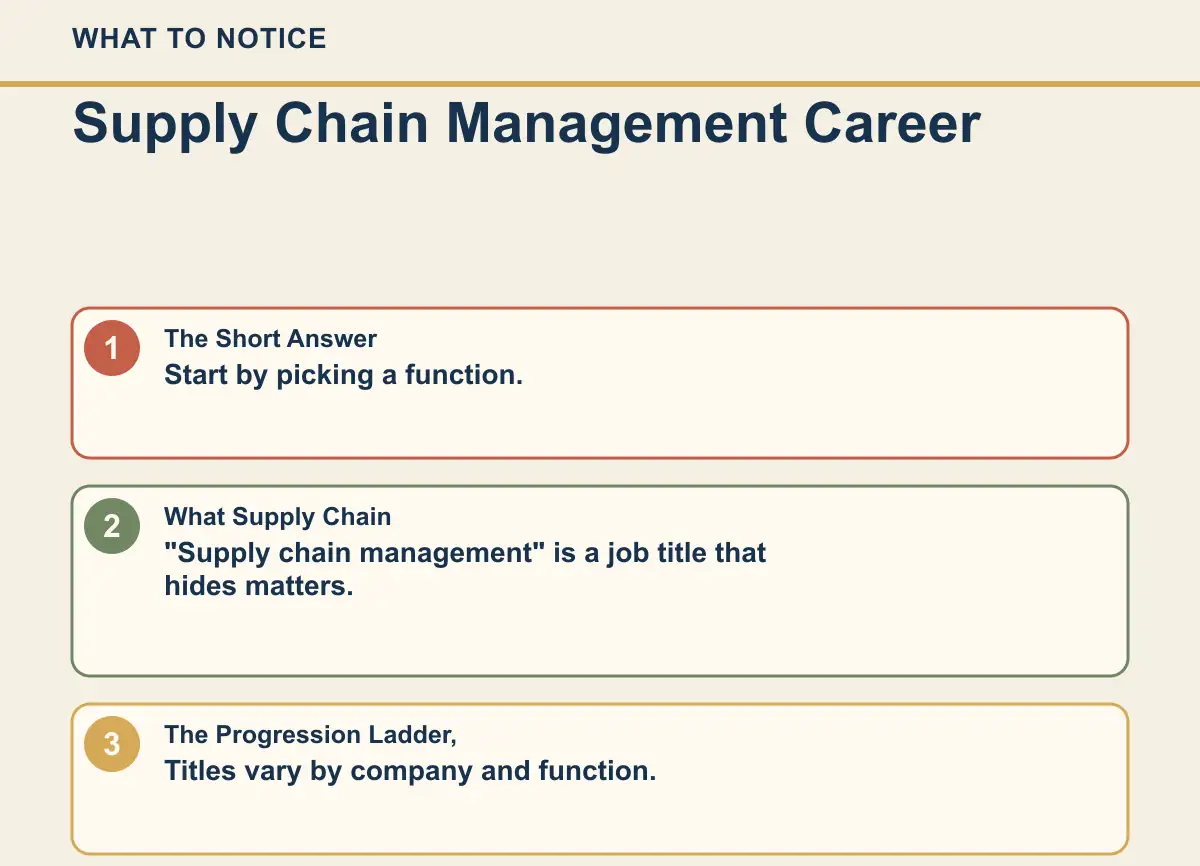 WHAT TO NOTICE
Supply Chain Management Career
1
The Short Answer
Start by picking a function.
2
What Supply Chain
"Supply chain management" is a job title that
hides matters.
3
The Progression Ladder,
Titles vary by company and function.